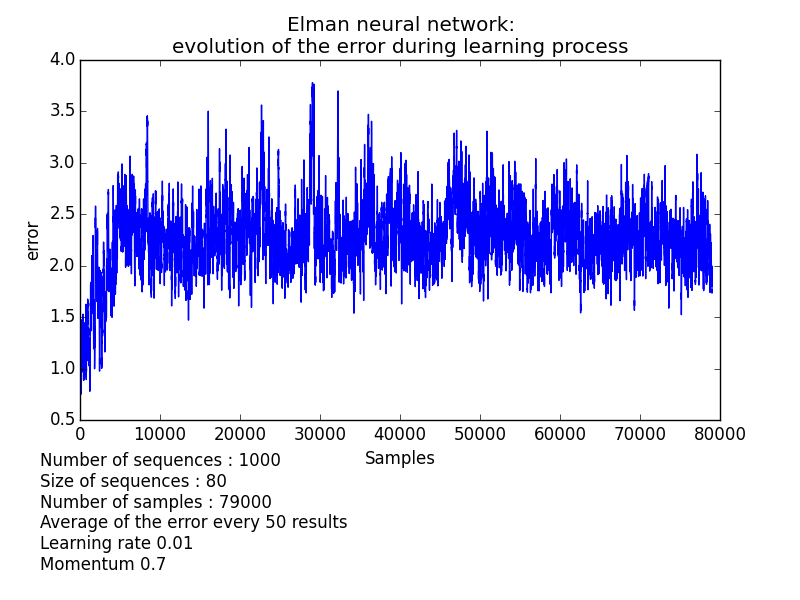 Elman neural network:
evolution of the error during learning process
4.0
3.5
3.0
2.5
2.0
1.5
1.0
0.5
error
0 10000 20000 30000 40000 50000 60000 70000 80000
Samples
Number of sequences : 1000
Size of sequences : 80
Number of samples : 79000
Average of the error every 50 results
Learning rate 0.01
Momentum 0.7